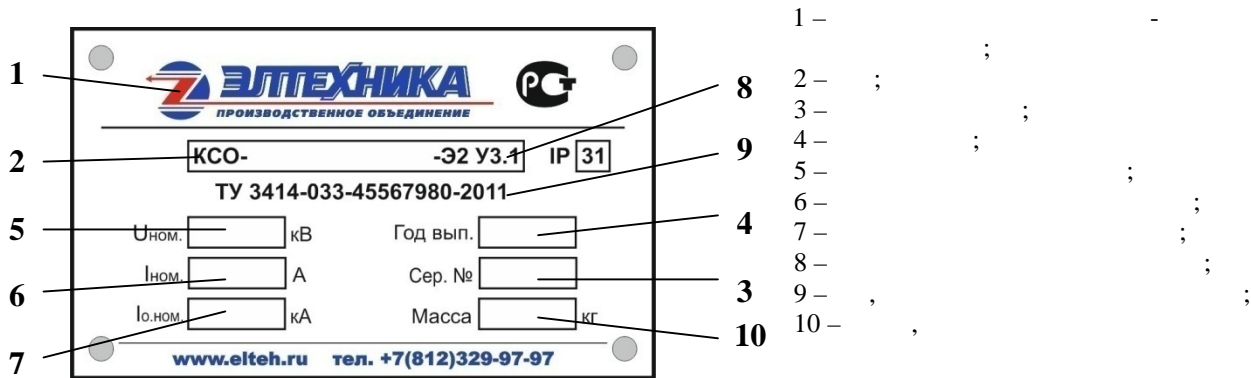 ЭЛТЕХНИКА РСТ
ПРОИЗВОДСТВЕННОЕ ОБЪЕДИНЕНИЕ
КСО- -Э2 У3.1 IP 31
ТУ 3414-033-45567980-2011
Uном. кВ Год вып.
Iном. А Сер. №
Iо.ном. кА Масса кг
www.elteh.ru тел. +7(812)329-97-97
1
2
5
6
7
8
9
4
3
10
1 – -
;
2 – ;
3 – ;
4 – ;
5 – ;
6 – ;
7 – ;
8 – ;
9 – , ;
10 – ,